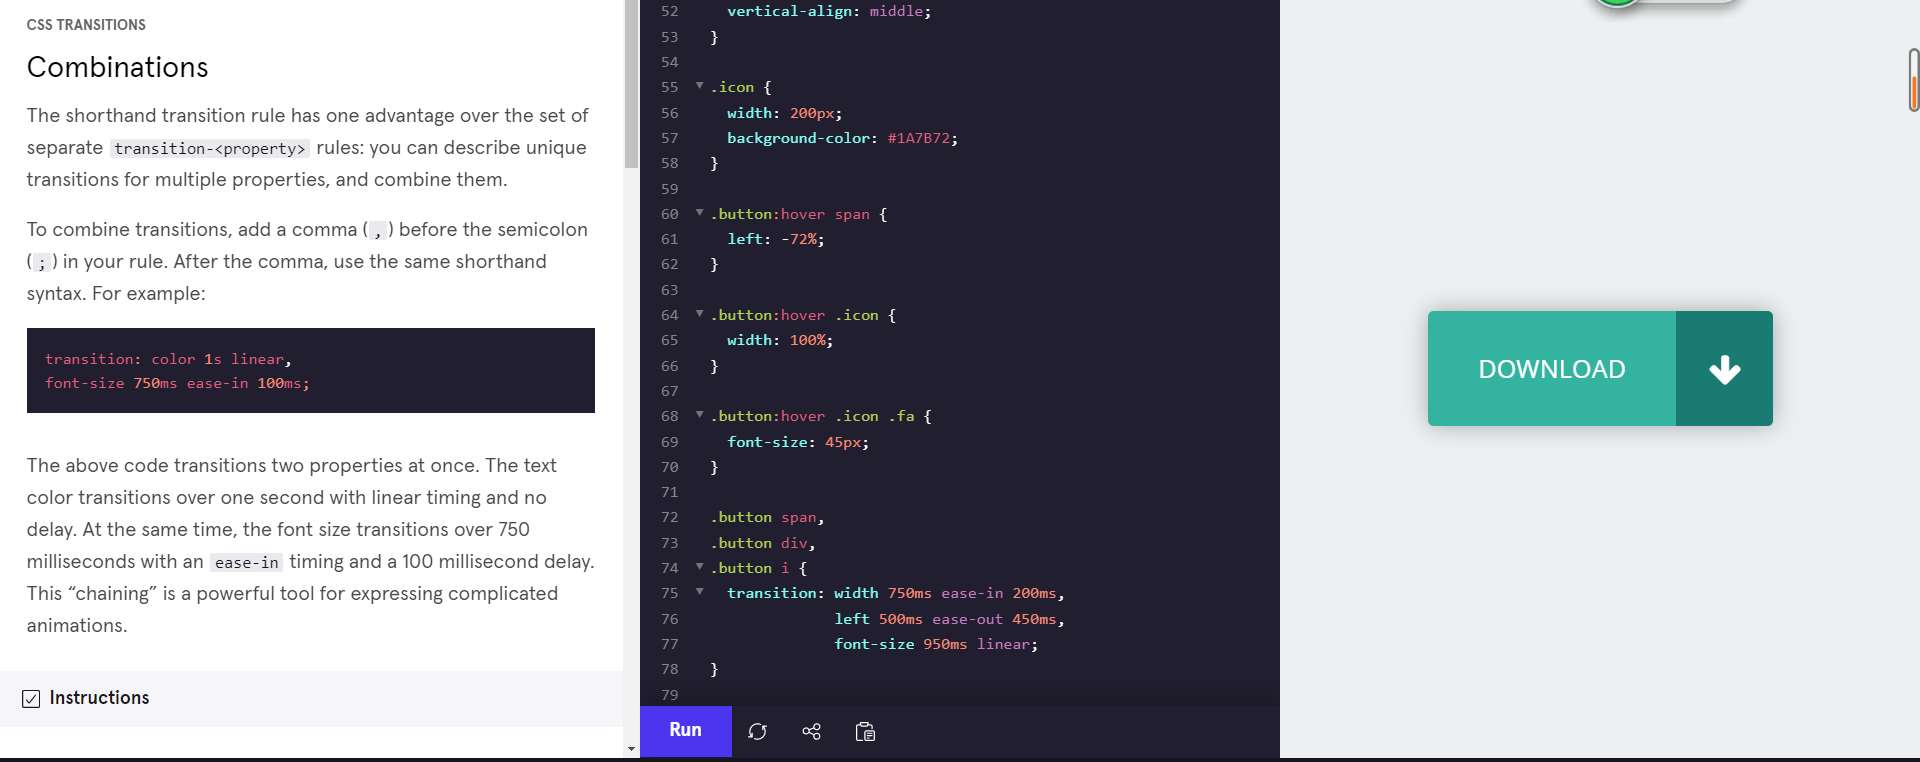 CSS TRANSITIONS
Combinations
The shorthand transition rule has one advantage over the set of
separate transition-<property> rules: you can describe unique
transitions for multiple properties, and combine them.
To combine transitions, add a comma (,) before the semicolon
(;) in your rule. After the comma, use the same shorthand
syntax. For example:
transition: color 1s linear,
font-size 750ms ease-in 100ms;
The above code transitions two properties at once. The text
color transitions over one second with linear timing and no
delay. At the same time, the font size transitions over 750
milliseconds with an ease-in timing and a 100 millisecond delay.
This “chaining” is a powerful tool for expressing complicated
animations.
Instructions
52 vertical-align: middle;
53 }
54
55 .icon {
56 width: 200px;
57 background-color: #1A7B72;
58 }
59
60 .button:hover span {
61 left: -72%;
62 }
63
64 .button:hover .icon {
65 width: 100%;
66 }
67
68 .button:hover .icon .fa {
69 font-size: 45px;
70 }
71
72 .button span,
73 .button div,
74 .button i {
75 transition: width 750ms ease-in 200ms,
76 left 500ms ease-out 450ms,
77 font-size 950ms linear;
78 }
79
Run
DOWNLOAD